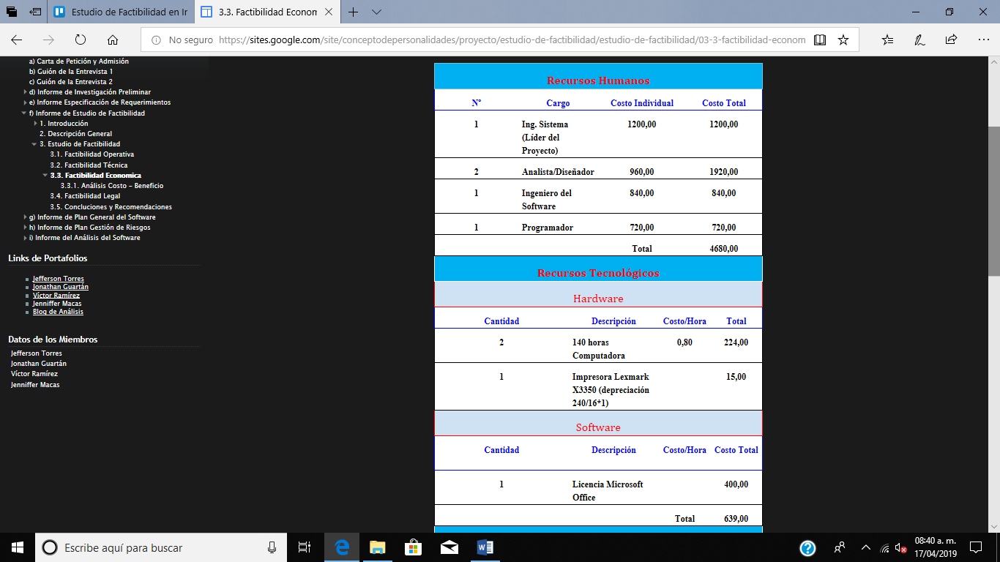 Estudio de Factibilidad en Ir
3.3. Factibilidad Econom
No seguro https://sites.google.com/site/conceptodepersonalidades/proyecto/estudio-de-factibilidad/estudio-de-factibilidad/03-3-factibilidad-econom
a) Carta de Petición y Admisión
b) Guión de la Entrevista 1
c) Guión de la Entrevista 2
d) Informe de Investigación Preliminar
e) Informe Especificación de Requerimientos
f) Informe de Estudio de Factibilidad
1. Introducción
2. Descripción General
3. Estudio de Factibilidad
3.1. Factibilidad Operativa
3.2. Factibilidad Técnica
3.3. Factibilidad Economica
3.3.1. Análisis Costo - Beneficio
3.4. Factibilidad Legal
3.5. Concluciones y Recomendaciones
g) Informe de Plan General del Software
h) Informe de Plan Gestión de Riesgos
i) Informe del Análisis del Software
Links de Portafolios
Jefferson Torres
Jonathan Guartán
Víctor Ramírez
Jenniffer Macas
Blog de Análisis
Datos de los Miembros
Jefferson Torres
Jonathan Guartán
Víctor Ramírez
Jenniffer Macas
Recursos Humanos
N° Cargo Costo Individual Costo Total
1 Ing. Sistema 1200,00 1200,00
(Líder del
Proyecto)
2 Analista/Diseñador 960,00 1920,00
1 Ingeniero del 840,00 840,00
Software
1 Programador 720,00 720,00
Total 4680,00
Recursos Tecnológicos
Hardware
Cantidad Descripción Costo/Hora Total
2 140 horas 0,80 224,00
Computadora
1 Impresora Lexmark 15,00
X3350 (depreciación
240/16*1)
Software
Cantidad Descripción Costo/Hora Costo Total
1 Licencia Microsoft 400,00
Office
Total 639,00
Escribe aquí para buscar
08:40 a. m.
17/04/2019